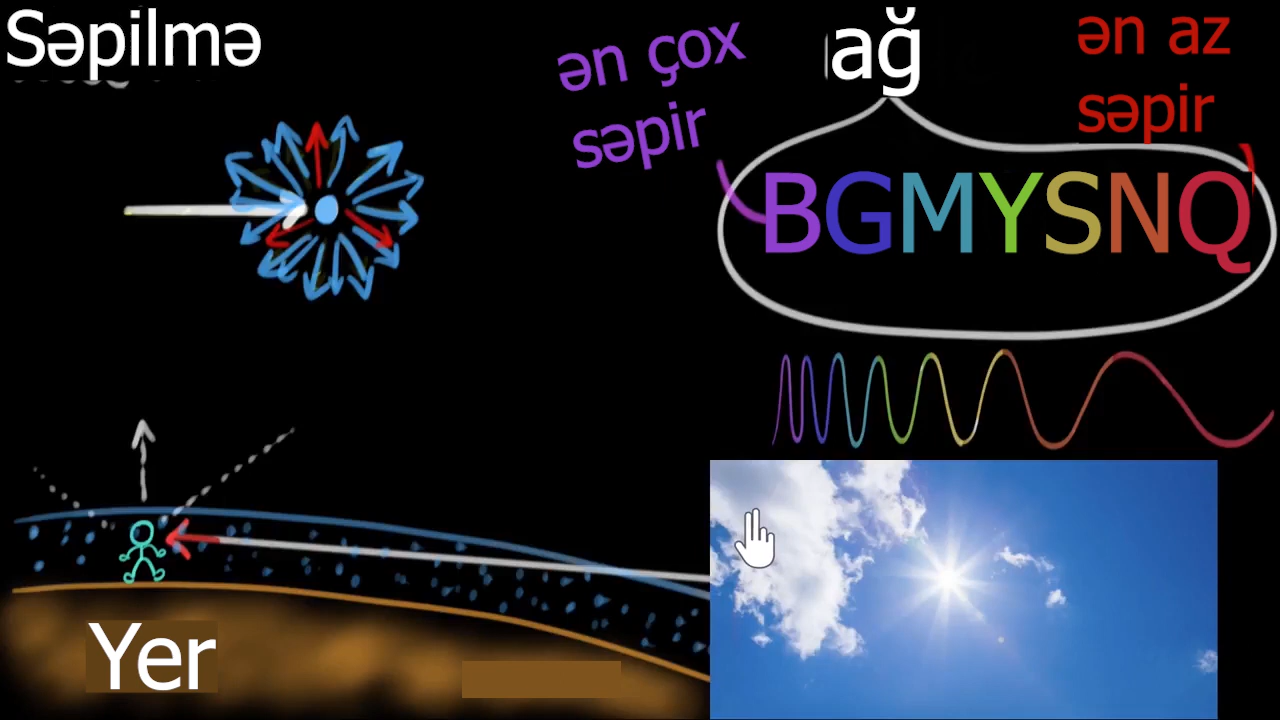 Səpilmə
ən çox
səpir
ağ
ən az
səpir
BGMYSNQ
Yer